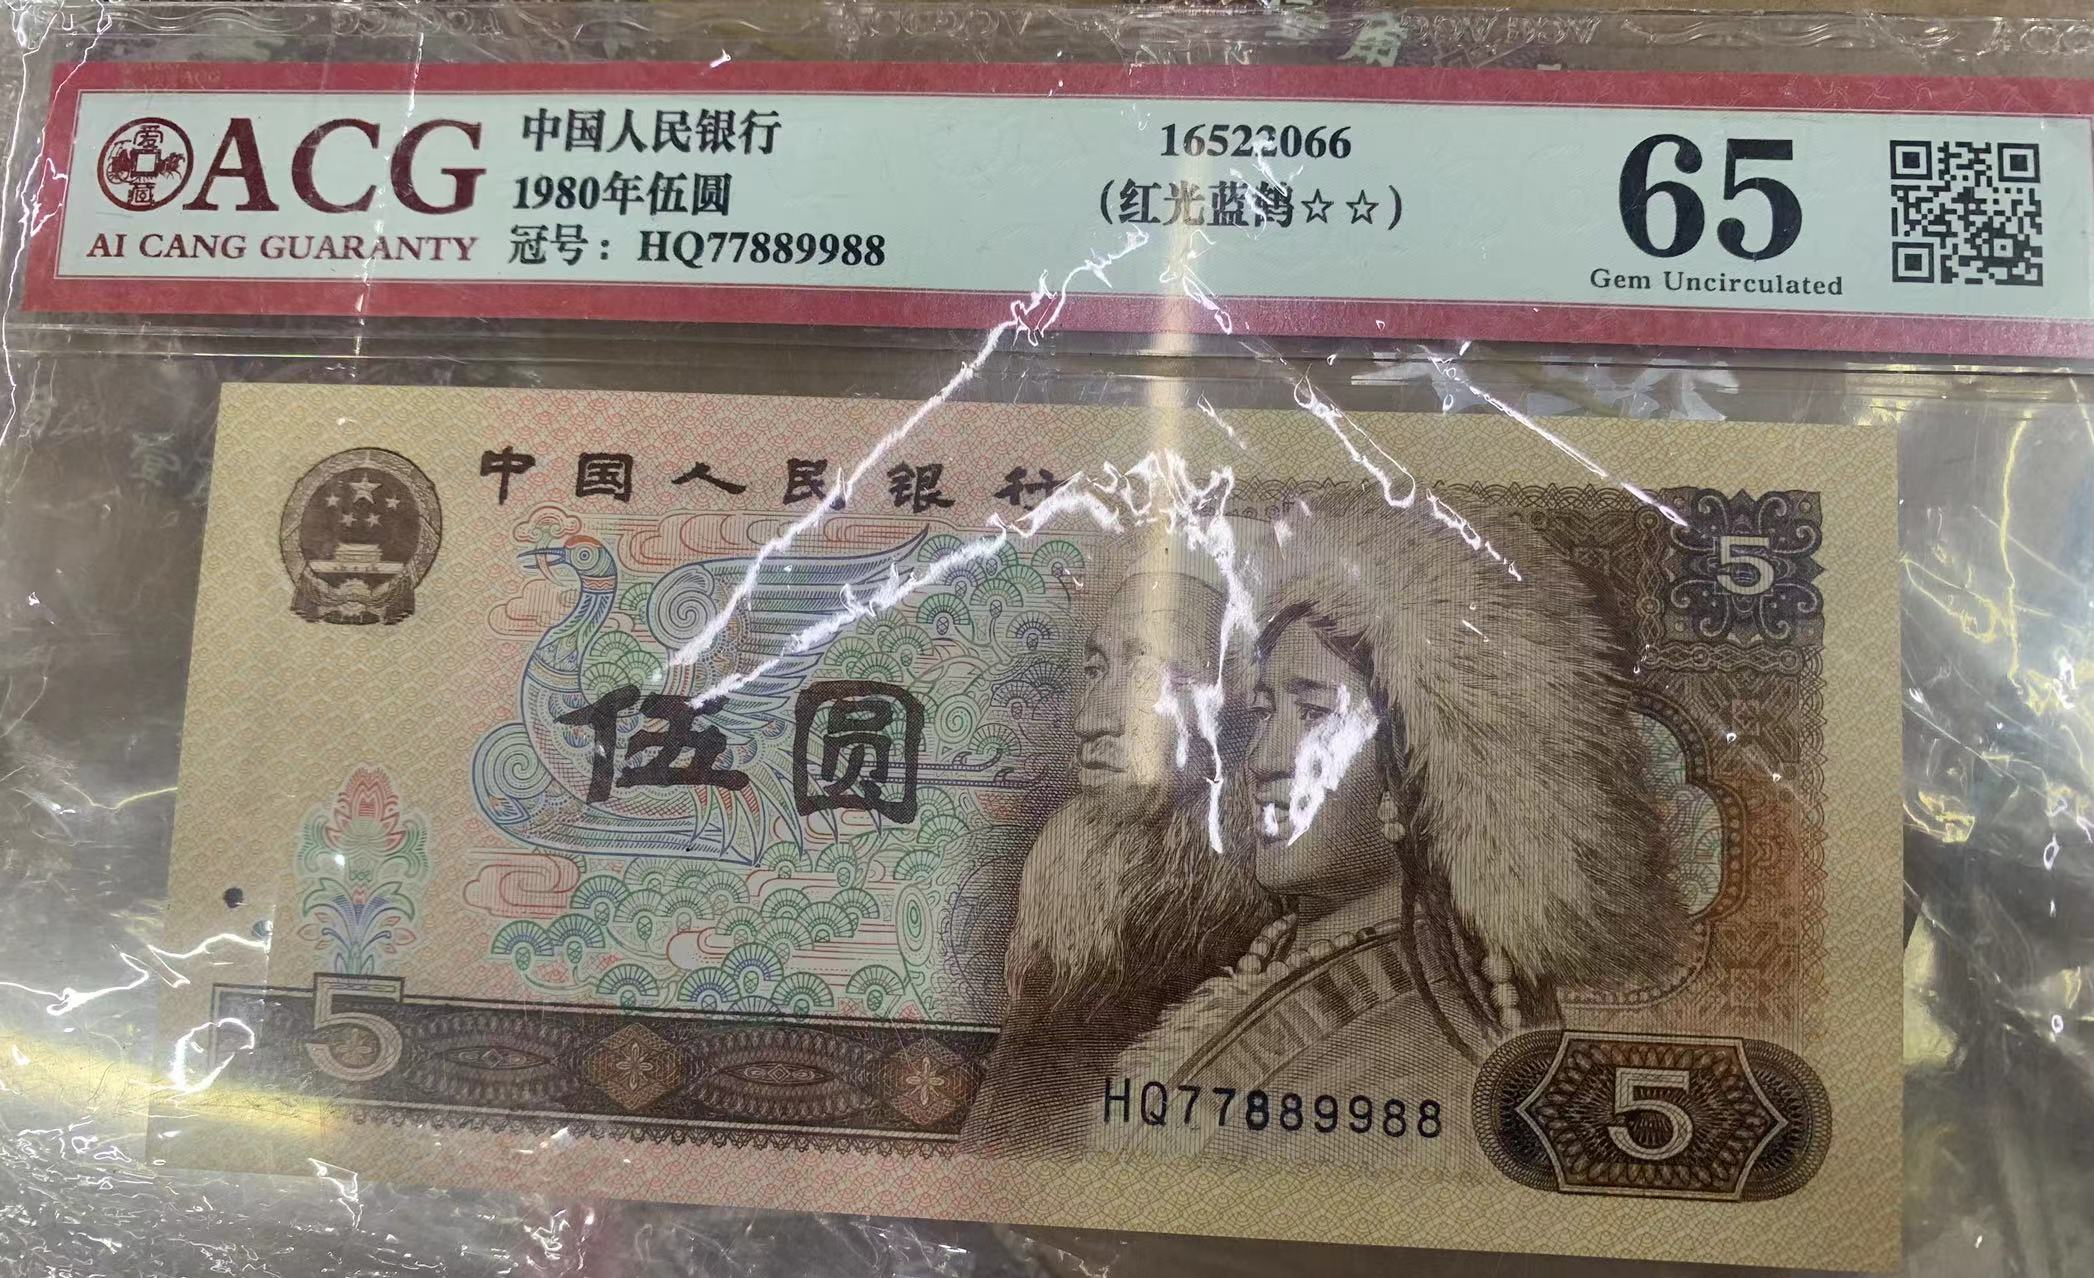 ACG
AI CANG GUARANTY
中国人民银行
1980年伍圆
冠号：HQ77889988
16522066
(红光蓝鹤☆☆)
65
Gem Uncirculated
中国人民银行
5
伍圆
5
HQ77889988
5